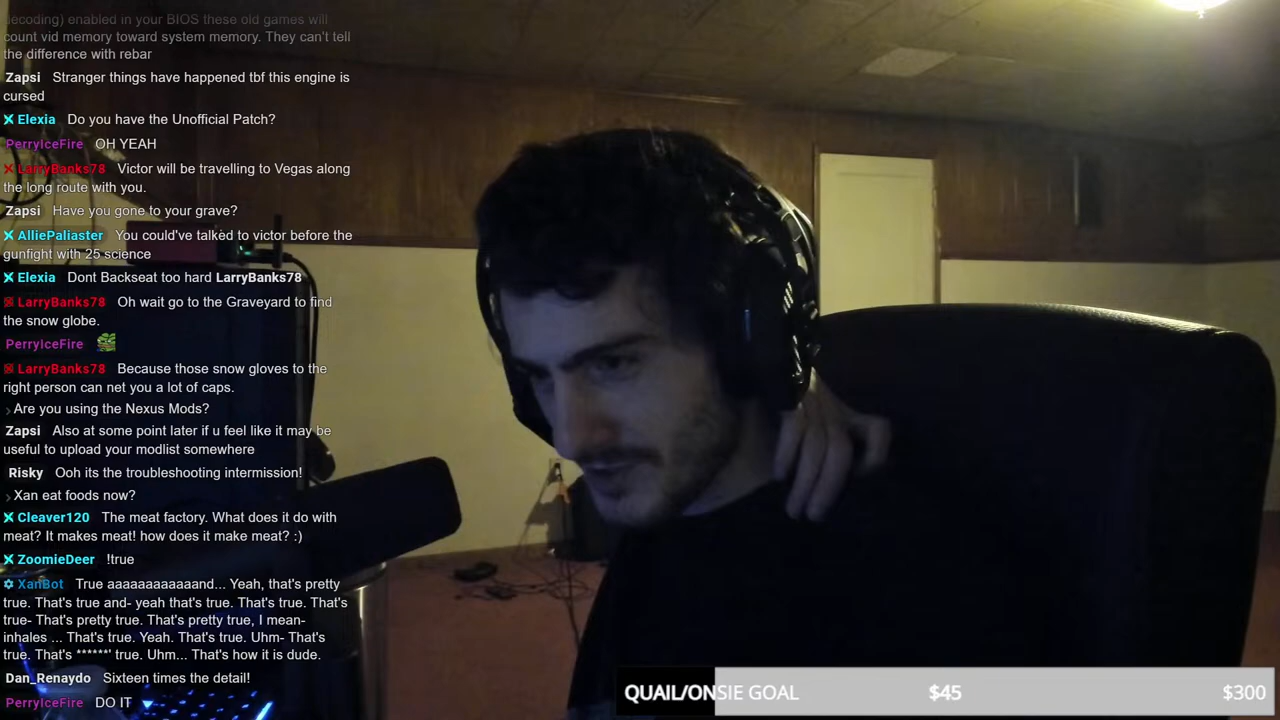 decoding) enabled in your BIOS these old games will
count vid memory toward system memory. They can't tell
the difference with rebar
Zapsi Stranger things have happened tbf this engine is
cursed
Elexia Do you have the Unofficial Patch?
PerryIceFire OH YEAH
LarryBanks78 Victor will be travelling to Vegas along
the long route with you.
Zapsi Have you gone to your grave?
AlliePaliaster You could've talked to victor before the
gunfight with 25 science
Elexia Dont Backseat too hard LarryBanks78
LarryBanks78 Oh wait go to the Graveyard to find
the snow globe.
PerryIceFire
LarryBanks78 Because those snow gloves to the
right person can net you a lot of caps.
Are you using the Nexus Mods?
Zapsi Also at some point later if u feel like it may be
useful to upload your modlist somewhere
Risky Ooh its the troubleshooting intermission!
Xan eat foods now?
Cleaver120 The meat factory. What does it do with
meat? It makes meat! how does it make meat? :)
ZoomieDeer !true
XanBot True aaaaaaaaaaaand... Yeah, that's pretty
true. That's true and- yeah that's true. That's true. That's
true- That's pretty true. That's pretty true, I mean-
inhales ... That's true. Yeah. That's true. Uhm- That's
true. That's ******' true. Uhm... That's how it is dude.
Dan_Renaydo Sixteen times the detail!
PerryIceFire DO IT
QUAIL/ONSIE GOAL $45 $300